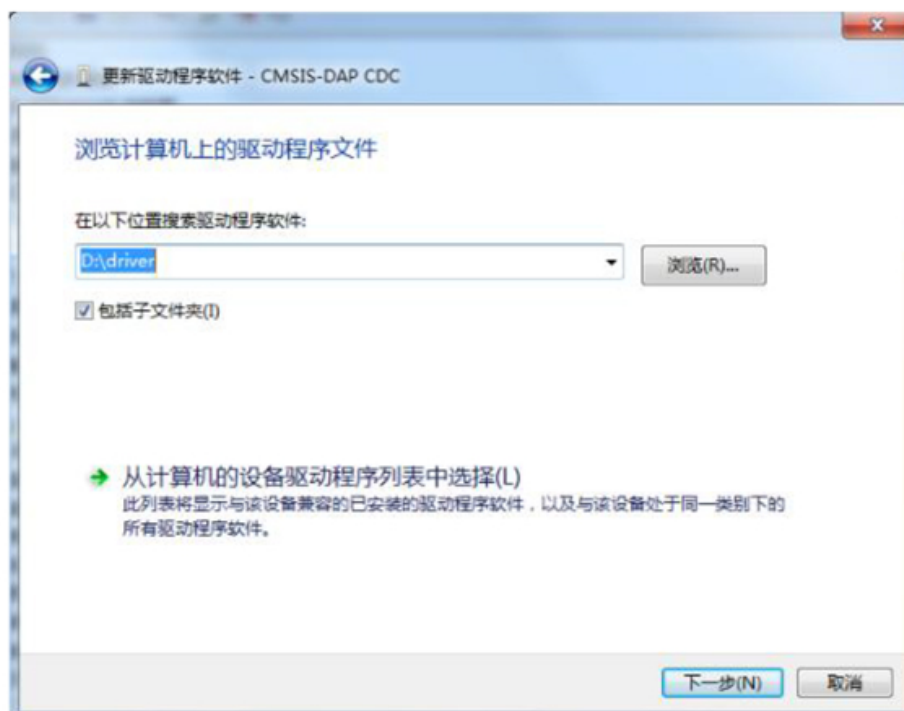 更新驱动程序软件 - CMSIS-DAP CDC
浏览计算机上的驱动程序文件
在以下位置搜索驱动程序软件:
D:\driver
浏览(R)...
包括子文件夹(I)
从计算机的设备驱动程序列表中选择(L)
此列表将显示与该设备兼容的已安装的驱动程序软件，以及与该设备处于同一类别下的
所有驱动程序软件。
下一步(N)
取消